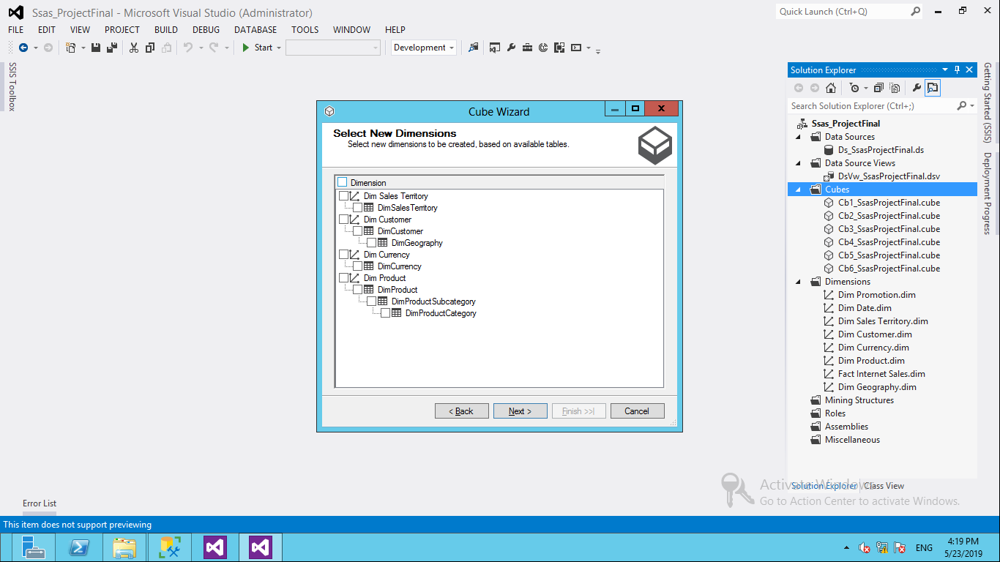 Ssas_ProjectFinal - Microsoft Visual Studio (Administrator)
Quick Launch (Ctrl+Q)
FILE EDIT VIEW PROJECT BUILD DEBUG DATABASE TOOLS WINDOW HELP
Start
Development
SSIS Toolbox
Cube Wizard
Select New Dimensions
Select new dimensions to be created, based on available tables.
Dimension
Dim Sales Territory
DimSalesTerritory
Dim Customer
DimCustomer
DimGeography
Dim Currency
DimCurrency
Dim Product
DimProduct
DimProductSubcategory
DimProductCategory
< Back
Next >
Finish >>|
Cancel
Solution Explorer
Search Solution Explorer (Ctrl+;)
Ssas_ProjectFinal
Data Sources
Ds_SsasProjectFinal.ds
Data Source Views
DsVw_SsasProjectFinal.dsv
Cubes
Cb1_SsasProjectFinal.cube
Cb2_SsasProjectFinal.cube
Cb3_SsasProjectFinal.cube
Cb4_SsasProjectFinal.cube
Cb5_SsasProjectFinal.cube
Cb6_SsasProjectFinal.cube
Dimensions
Dim Promotion.dim
Dim Date.dim
Dim Sales Territory.dim
Dim Customer.dim
Dim Currency.dim
Dim Product.dim
Fact Internet Sales.dim
Dim Geography.dim
Mining Structures
Roles
Assemblies
Miscellaneous
Solution Explorer
Class View
Getting Started (SSIS)
Deployment Progress
Activate Windows
Go to Action Center to activate Windows.
Error List
This item does not support previewing
ENG
4:19 PM
5/23/2019